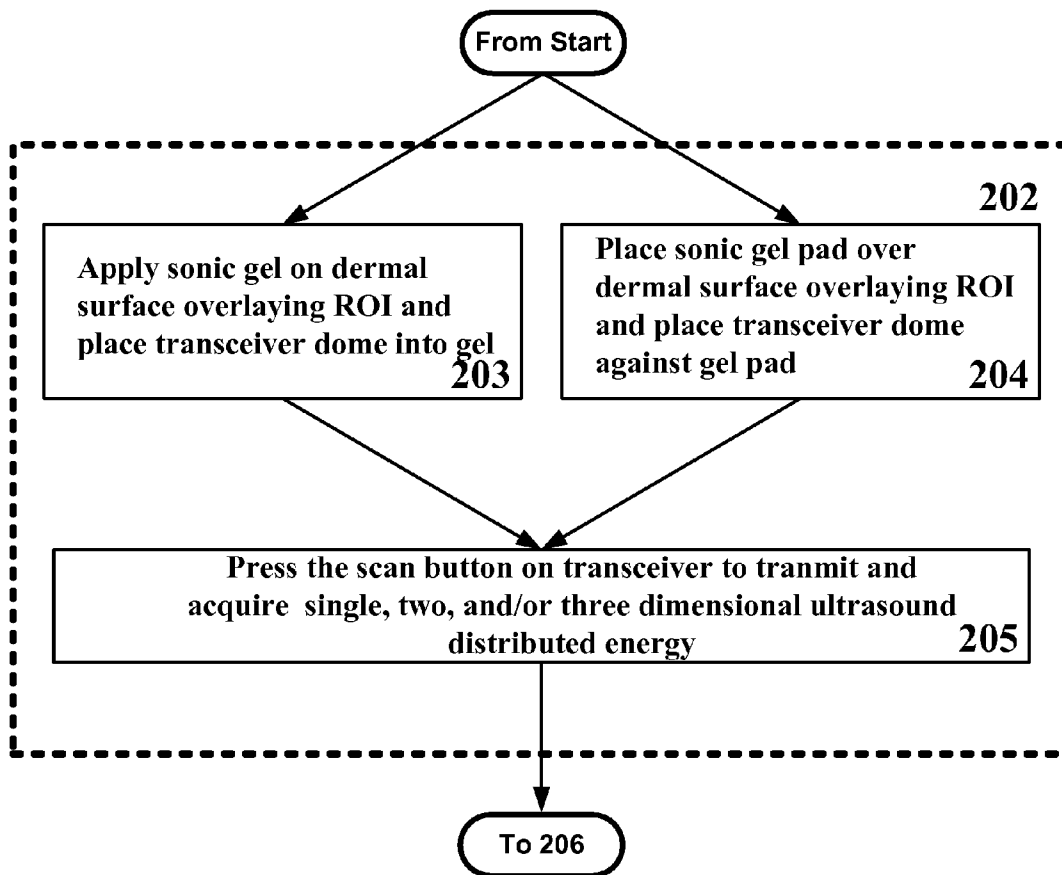 From Start
202
Apply sonic gel on dermal
surface overlaying ROI and
place transceiver dome into gel
203
Place sonic gel pad over
dermal surface overlaying ROI
and place transceiver dome
against gel pad
204
Press the scan button on transceiver to tranmit and
acquire single, two, and/or three dimensional ultrasound
distributed energy
205
To 206